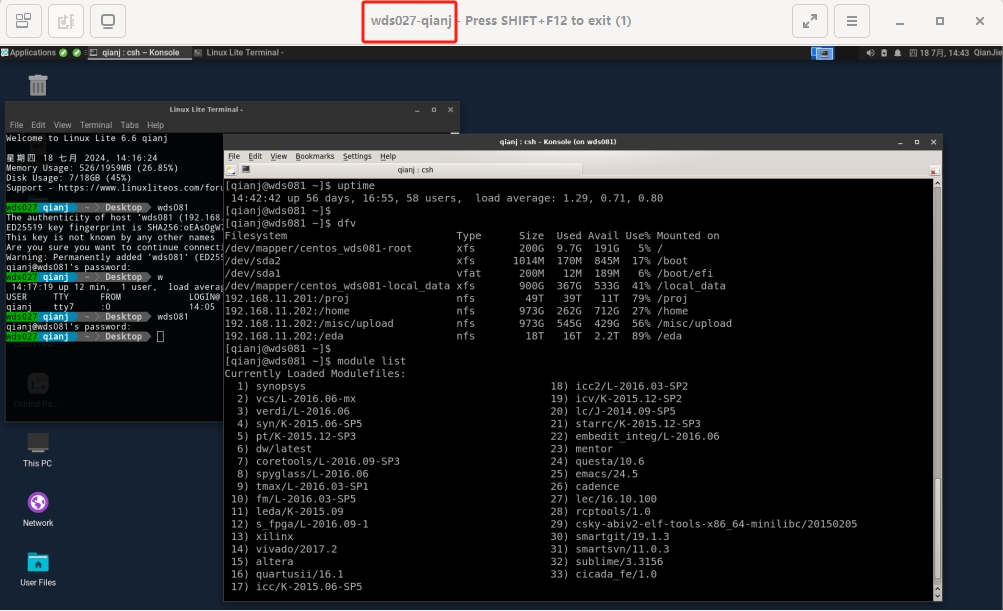 wds027-qianj - Press SHIFT+F12 to exit (1)
Applications qianj : csh ~ Konsole Linux Lite Terminal - 四 18 7月, 14:43 QianJie
Linux Lite Terminal -
File Edit View Terminal Tabs Help
Welcome to Linux Lite 6.6 qianj
星期四 18 七月 2024, 14:16:24
Memory Usage: 526/1959MB (26.85%)
Disk Usage: 7/18GB (45%)
Support - https://www.linuxliteos.com/foru
wds027 qianj ~ Desktop wds081
The authenticity of host 'wds081 (192.168.
ED25519 key fingerprint is SHA256:oEAsOgW7
This key is not known by any other names
Are you sure you want to continue connecti
Warning: Permanently added 'wds081' (ED255
qianj@wds081's password:
wds027 qianj ~ Desktop w
14:17:19 up 12 min, 1 user, load averag
USER TTY FROM LOGIN@
qianj tty7 :0 14:05
wds027 qianj ~ Desktop wds081
qianj@wds081's password:
wds027 qianj ~ Desktop
Control Pa...
This PC
Network
User Files
qianj : csh - Konsole (on wds081)
File Edit View Bookmarks Settings Help
qianj : csh
[qianj@wds081 ~]$ uptime
14:42:42 up 56 days, 16:55, 58 users, load average: 1.29, 0.71, 0.80
[qianj@wds081 ~]$
[qianj@wds081 ~]$ dfv
Filesystem Type Size Used Avail Use% Mounted on
/dev/mapper/centos_wds081-root xfs 200G 9.7G 191G 5% /
/dev/sda2 xfs 1014M 170M 845M 17% /boot
/dev/sda1 vfat 200M 12M 189M 6% /boot/efi
/dev/mapper/centos_wds081-local_data xfs 900G 367G 533G 41% /local_data
192.168.11.201:/proj nfs 49T 39T 11T 79% /proj
192.168.11.202:/home nfs 973G 262G 712G 27% /home
192.168.11.202:/misc/upload nfs 973G 545G 429G 56% /misc/upload
192.168.11.202:/eda nfs 18T 16T 2.2T 89% /eda
[qianj@wds081 ~]$
[qianj@wds081 ~]$ module list
Currently Loaded Modulefiles:
1) synopsys 18) icc2/L-2016.03-SP2
2) vcs/L-2016.06-mx 19) icv/K-2015.12-SP2
3) verdi/L-2016.06 20) lc/J-2014.09-SP5
4) syn/K-2015.06-SP5 21) starrc/K-2015.12-SP3
5) pt/K-2015.12-SP3 22) embedit_integ/L-2016.06
6) dw/latest 23) mentor
7) coretools/L-2016.09-SP3 24) questa/10.6
8) spyglass/L-2016.06 25) emacs/24.5
9) tmax/L-2016.03-SP1 26) cadence
10) fm/L-2016.03-SP5 27) lec/16.10.100
11) leda/K-2015.09 28) rcptools/1.0
12) s_fpga/L-2016.09-1 29) csky-abiv2-elf-tools-x86_64-minilibc/20150205
13) xilinx 30) smartgit/19.1.3
14) vivado/2017.2 31) smartsvn/11.0.3
15) altera 32) sublime/3.3156
16) quartusii/16.1 33) cicada_fe/1.0
17) icc/K-2015.06-SP5